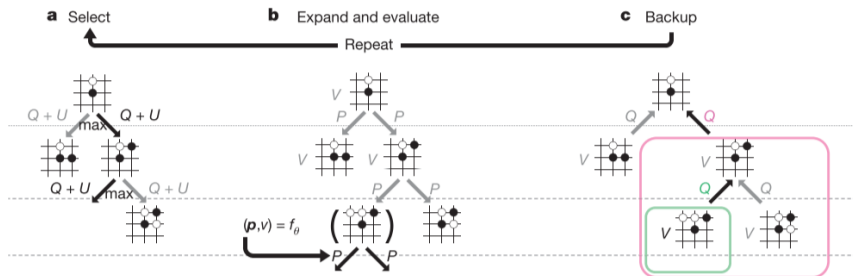 a Select
b Expand and evaluate
c Backup
Repeat
V
Q + U
max
Q + U
P
P
Q
Q
V
V
V
V
Q + U
max
Q + U
P
P
Q
Q
(p,v) = fθ
( )
V
V
P
P